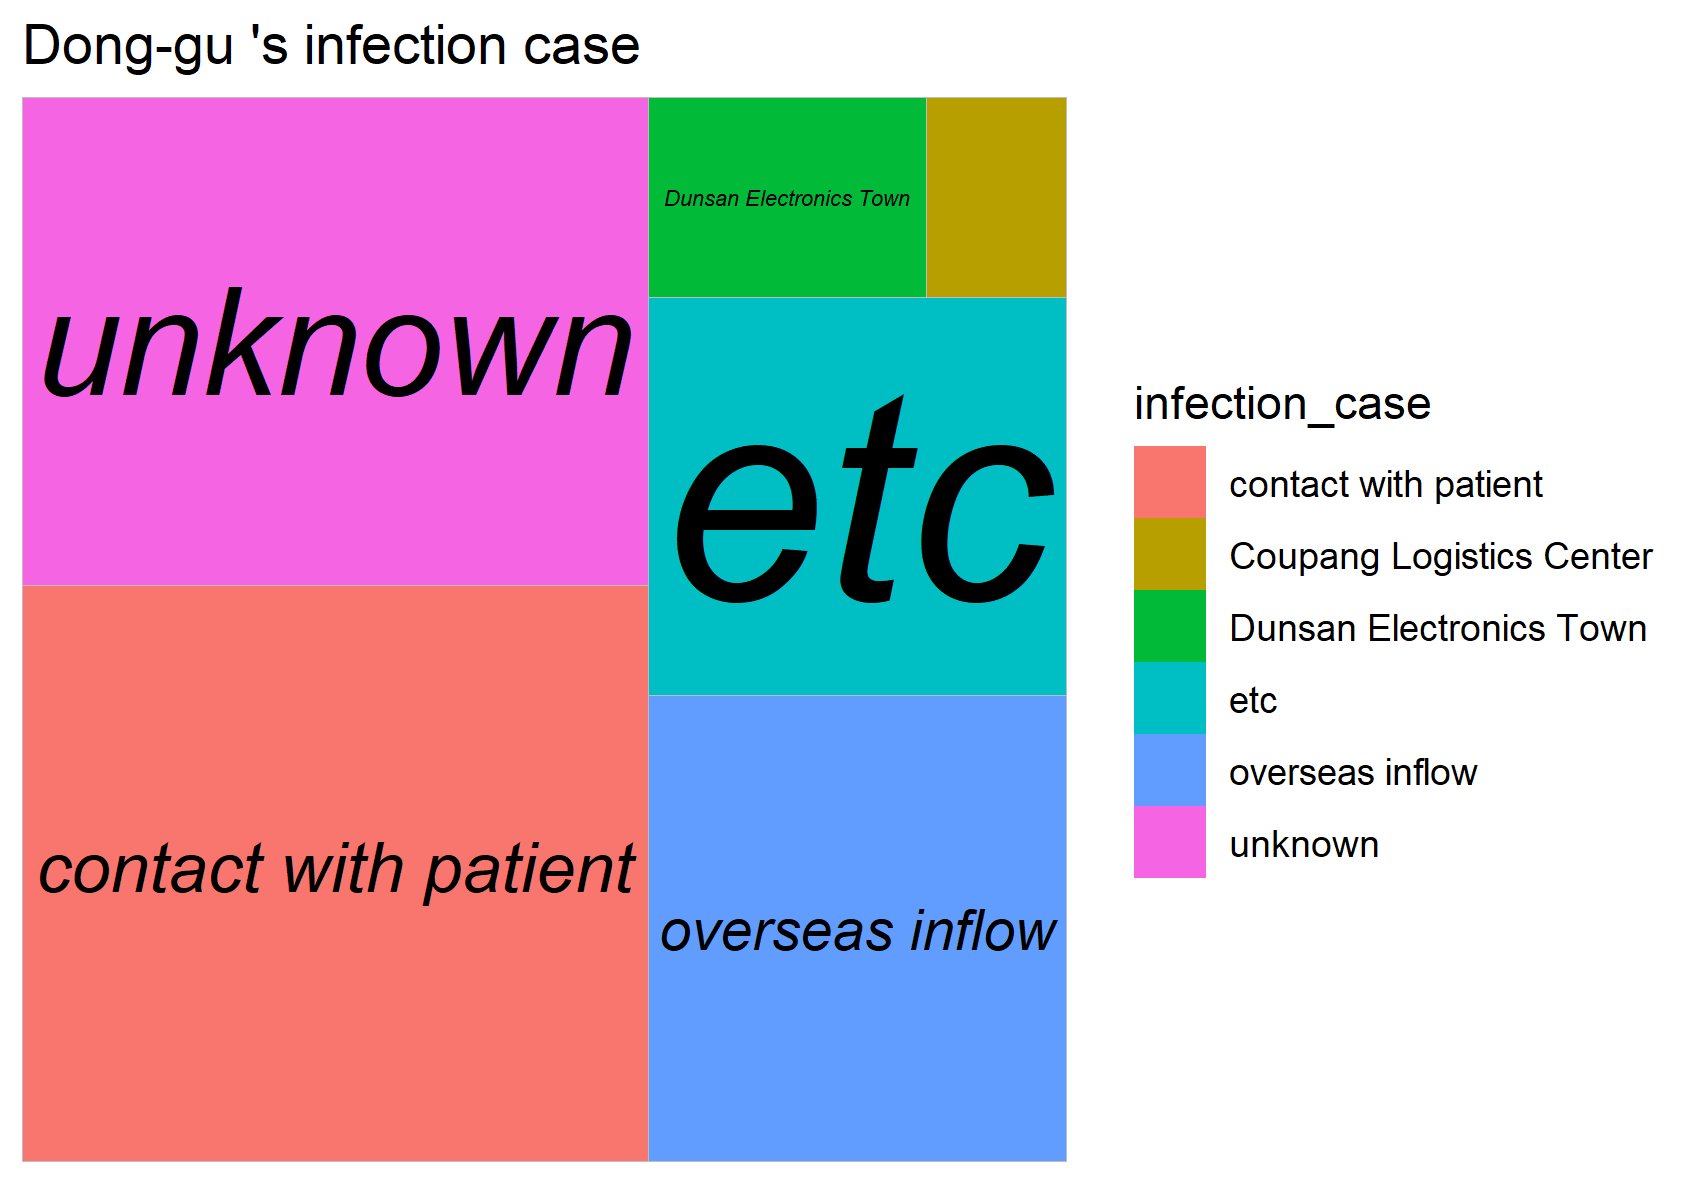 Dong-gu 's infection case
unknown
Dunsan Electronics Town
etc
contact with patient
overseas inflow
infection_case
contact with patient
Coupang Logistics Center
Dunsan Electronics Town
etc
overseas inflow
unknown